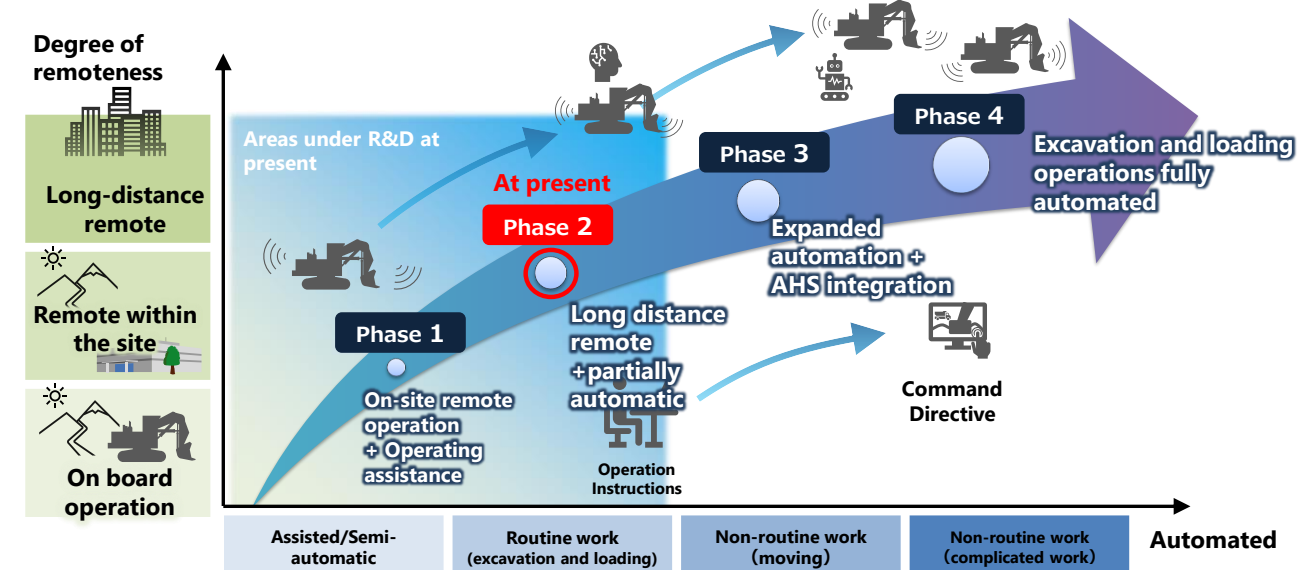 Degree of
remoteness
Long-distance
remote
Remote within
the site
On board
operation
Areas under R&D at
present
At present
Phase 1
On-site remote
operation
+ Operating
assistance
Phase 2
Long distance
remote
+partially
automatic
Operation
Instructions
Phase 3
Expanded
automation +
AHS integration
Command
Directive
Phase 4
Excavation and loading
operations fully
automated
Assisted/Semi-
automatic
Routine work
(excavation and loading)
Non-routine work
(moving)
Non-routine work
(complicated work)
Automated